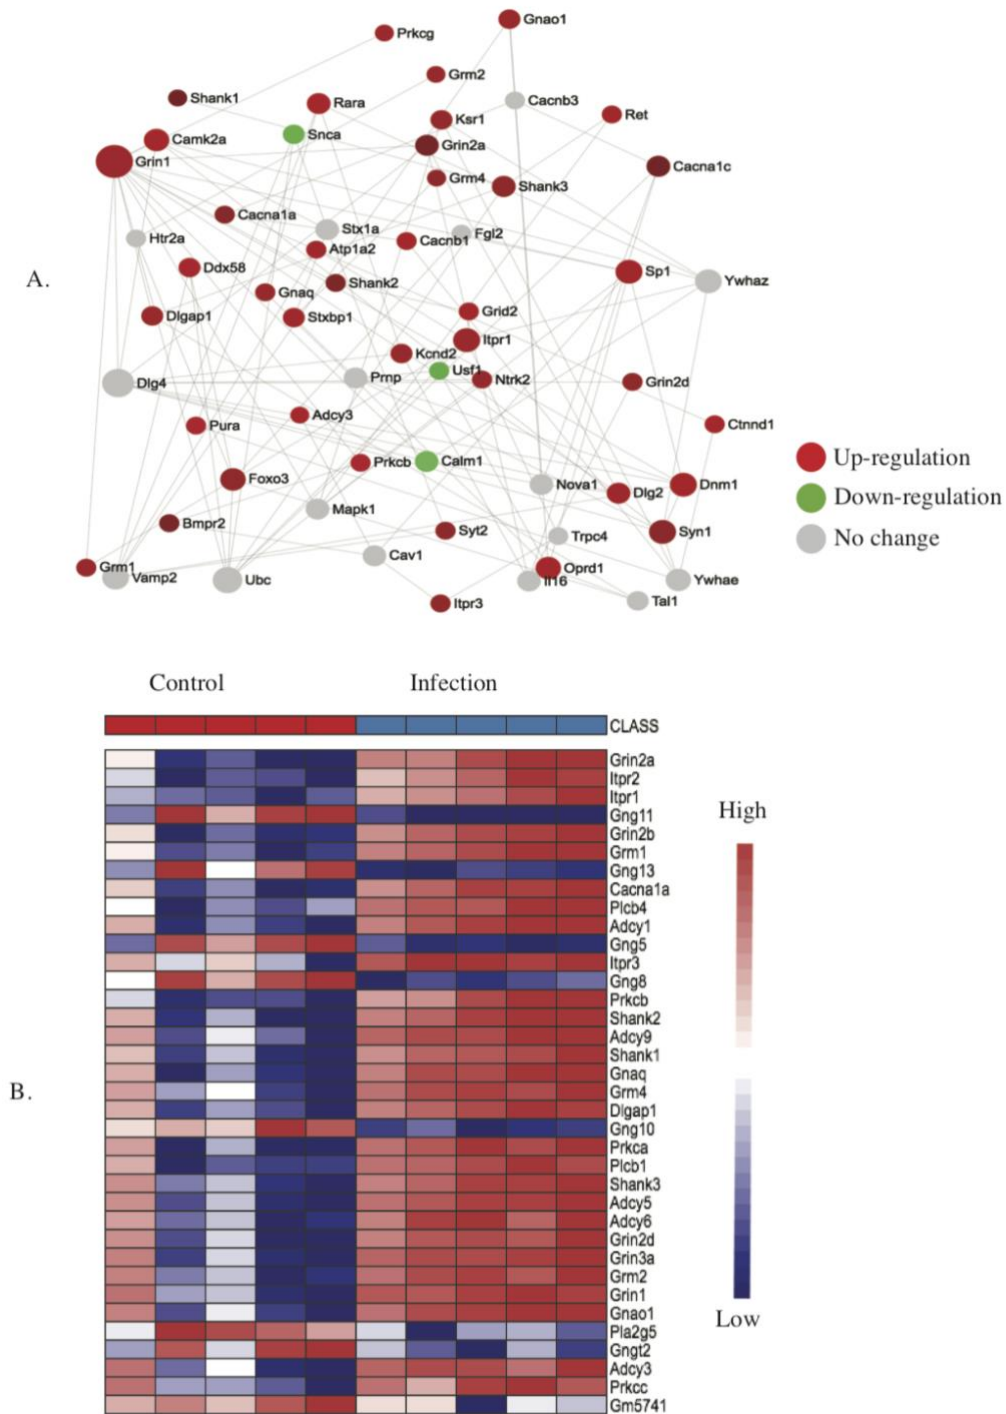 Gnao1
Prkcg
Grm2
Shank1
Rara
Cacnb3
Ret
Ksr1
Snca
Camk2a
Grin2a
Grin1
Cacna1c
Grm4
Shank3
Cacna1a
Stx1a
Fgl2
Htr2a
Cacnb1
Atp1a2
Ddx58
Sp1
A.
Ywhaz
Shank2
Gnaq
Dlgap1
Stxbp1
Grid2
Itpr1
Kcnd2
Usf1
Dlg4
Prnp
Ntrk2
Grin2d
Adcy3
Pura
Ctnnd1
Prkcb
Calm1
Up-regulation
Foxo3
Nova1
Dlg2
Dnm1
Down-regulation
Mapk1
Bmpr2
Syt2
Trpc4
Syn1
No change
Cav1
Grm1
Vamp2
Ubc
Oprd1
Il16
Ywhae
Itpr3
Tal1
Control
Infection
CLASS
Grin2a
Itpr2
Itpr1
Gng11
Grin2b
Grm1
Gng13
Cacna1a
Plcb4
Adcy1
Gng5
Itpr3
Gng8
Prkcb
Shank2
Adcy9
Shank1
Gnaq
Grm4
Dlgap1
Gng10
Prkca
Plcb1
Shank3
Adcy5
Adcy6
Grin2d
Grin3a
Grm2
Grin1
Gnao1
Pla2g5
Gngt2
Adcy3
Prkcc
Gm5741
B.
High
Low